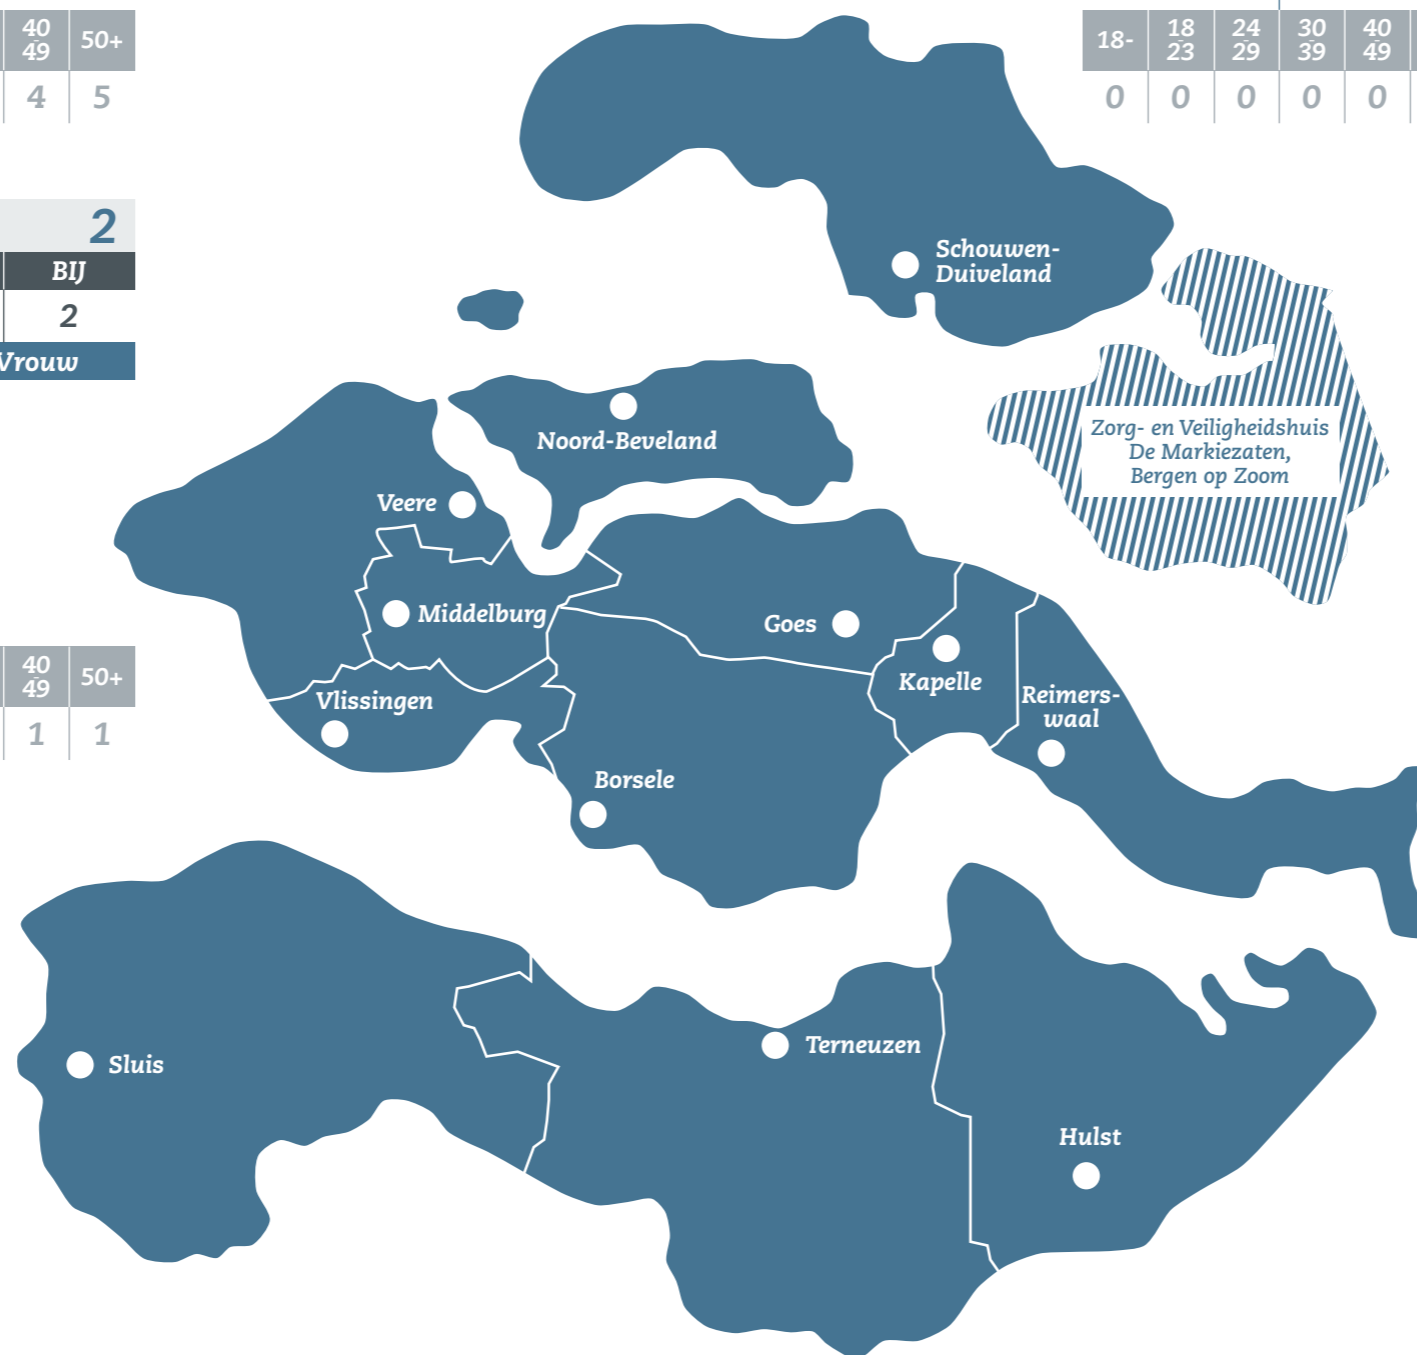 40
49
50+
4
5
18-
18
23
24
29
30
39
40
49
0
0
0
0
0
2
BIJ
2
Vrouw
Schouwen-
Duiveland
Zorg- en Veiligheidshuis
De Markiezaten,
Bergen op Zoom
Noord-Beveland
Veere
Middelburg
Goes
Kapelle
Reimers-
waal
Vlissingen
40
49
50+
1
1
Borsele
Sluis
Terneuzen
Hulst